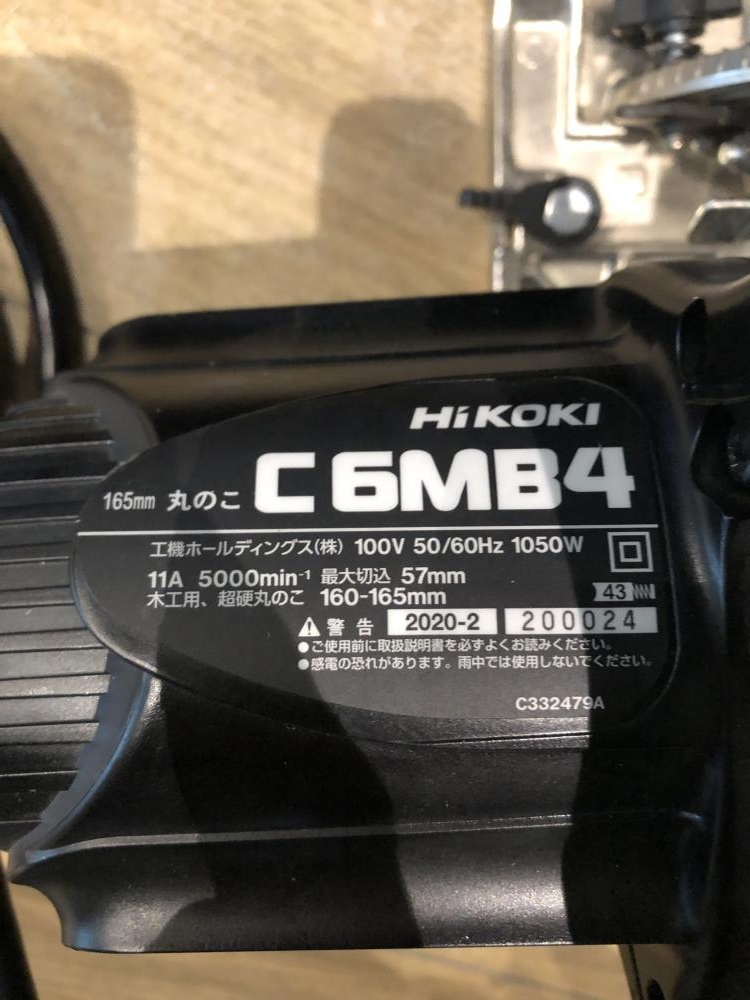 HiKOKI
165mm 丸のこ C 6MB4
工機ホールディングス(株) 100V 50/60Hz 1050W
11A 5000min⁻¹ 最大切込 57mm
木工用、超硬丸のこ 160-165mm
43
警告 2020-2 200024
●ご使用前に取扱説明書を必ずよくお読みください。
●感電の恐れがあります。雨中では使用しないでください。
C332479A